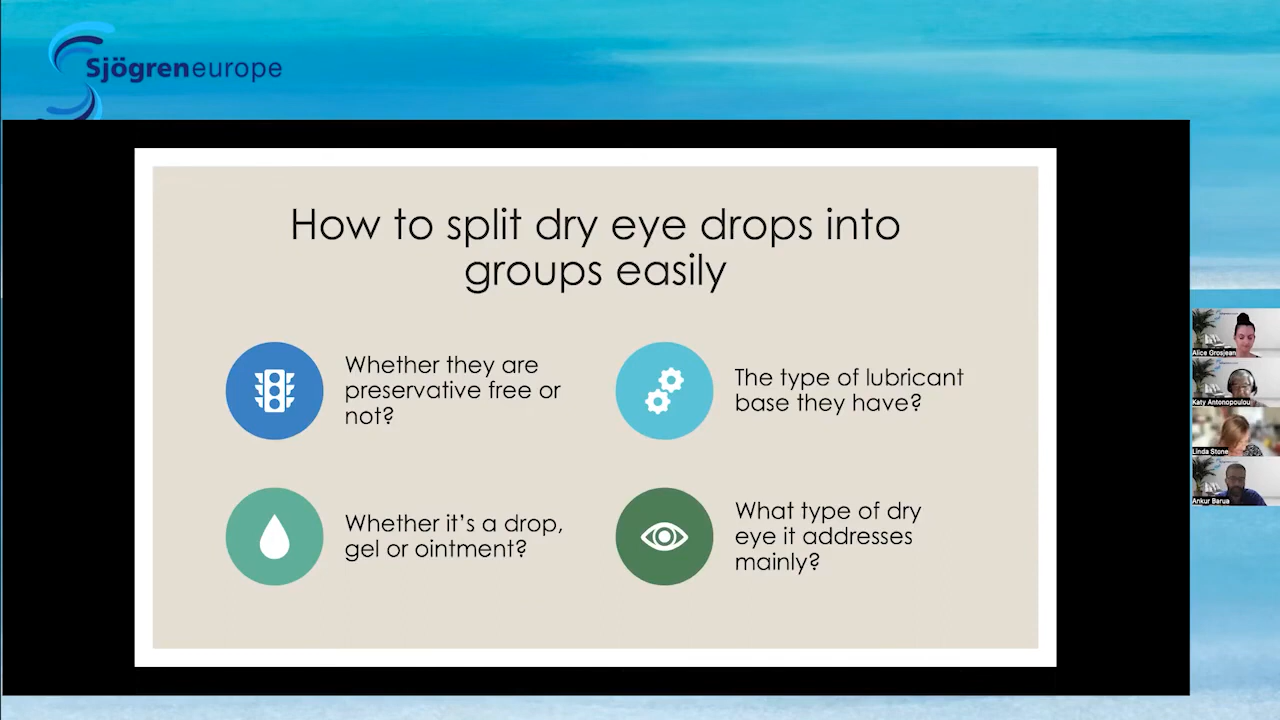 Sjögreneurope
How to split dry eye drops into
groups easily
Whether they are
preservative free or
not?
The type of lubricant
base they have?
Whether it's a drop,
gel or ointment?
What type of dry
eye it addresses
mainly?
Alice Grosjean
Katy Antonopoulou
Linda Stone
Ankur Barua